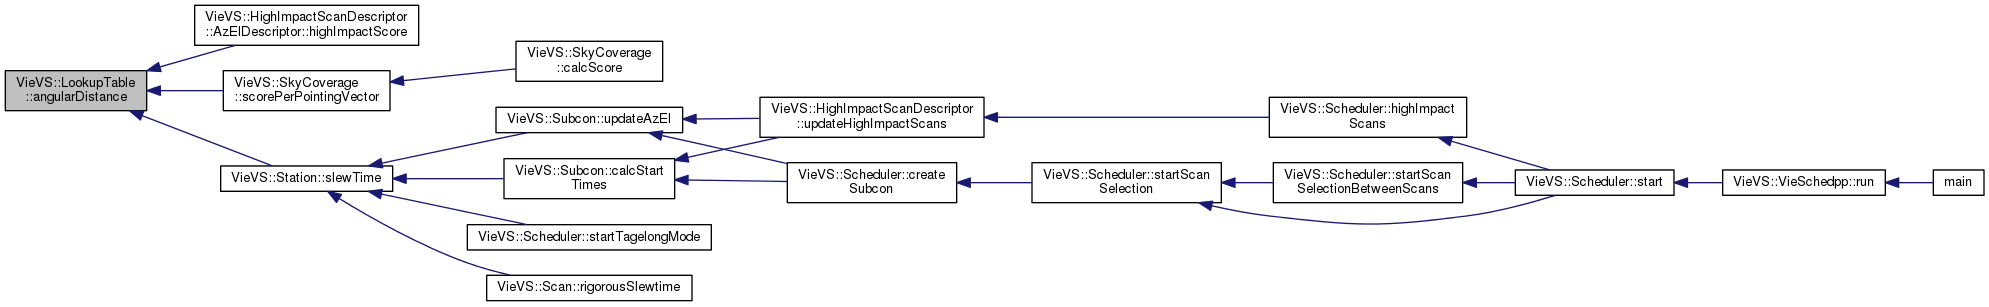 VieVS::HighImpactScanDescriptor
::AzElDescriptor::highImpactScore
VieVS::LookupTable
::angularDistance
VieVS::SkyCoverage
::scorePerPointingVector
VieVS::SkyCoverage
::calcScore
VieVS::Station::slewTime
VieVS::Subcon::updateAzEl
VieVS::Subcon::calcStart
Times
VieVS::Scheduler::startTagelongMode
VieVS::Scan::rigorousSlewtime
VieVS::HighImpactScanDescriptor
::updateHighImpactScans
VieVS::Scheduler::create
Subcon
VieVS::Scheduler::highImpact
Scans
VieVS::Scheduler::startScan
Selection
VieVS::Scheduler::startScan
SelectionBetweenScans
VieVS::Scheduler::start
VieVS::VieSchedpp::run
main